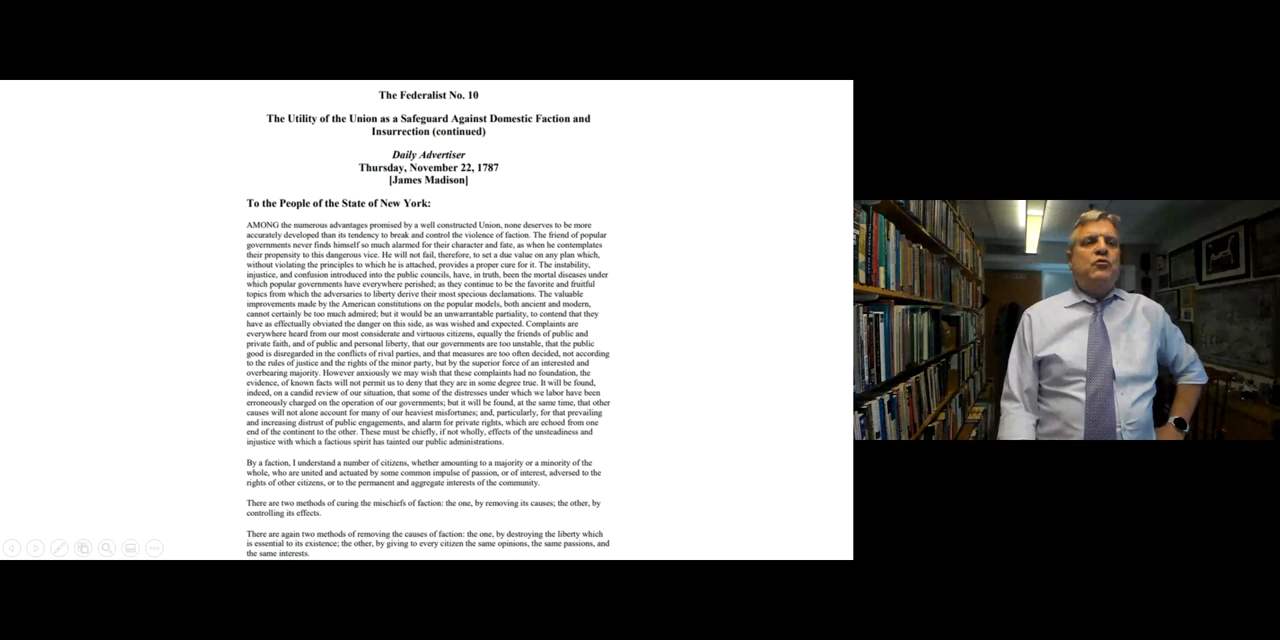 The Federalist No. 10
The Utility of the Union as a Safeguard Against Domestic Faction and
Insurrection (continued)
Daily Advertiser
Thursday, November 22, 1787
[James Madison]
To the People of the State of New York:
AMONG the numerous advantages promised by a well constructed Union, none deserves to be more
accurately developed than its tendency to break and control the violence of faction. The friend of popular
governments never finds himself so much alarmed for their character and fate, as when he contemplates
their propensity to this dangerous vice. He will not fail, therefore, to set a due value on any plan which,
without violating the principles to which he is attached, provides a proper cure for it. The instability,
injustice, and confusion introduced into the public councils, have, in truth, been the mortal diseases under
which popular governments have everywhere perished; as they continue to be the favorite and fruitful
topics from which the adversaries to liberty derive their most specious declamations. The valuable
improvements made by the American constitutions on the popular models, both ancient and modern,
cannot certainly be too much admired; but it would be an unwarrantable partiality, to contend that they
have as effectually obviated the danger on this side, as was wished and expected. Complaints are
everywhere heard from our most considerate and virtuous citizens, equally the friends of public and
private faith, and of public and personal liberty, that our governments are too unstable, that the public
good is disregarded in the conflicts of rival parties, and that measures are too often decided, not according
to the rules of justice and the rights of the minor party, but by the superior force of an interested and
overbearing majority. However anxiously we may wish that these complaints had no foundation, the
evidence, of known facts will not permit us to deny that they are in some degree true. It will be found,
indeed, on a candid review of our situation, that some of the distresses under which we labor have been
erroneously charged on the operation of our governments; but it will be found, at the same time, that other
causes will not alone account for many of our heaviest misfortunes; and, particularly, for that prevailing
and increasing distrust of public engagements, and alarm for private rights, which are echoed from one
end of the continent to the other. These must be chiefly, if not wholly, effects of the unsteadiness and
injustice with which a factious spirit has tainted our public administrations.
By a faction, I understand a number of citizens, whether amounting to a majority or a minority of the
whole, who are united and actuated by some common impulse of passion, or of interest, adversed to the
rights of other citizens, or to the permanent and aggregate interests of the community.
There are two methods of curing the mischiefs of faction: the one, by removing its causes; the other, by
controlling its effects.
There are again two methods of removing the causes of faction: the one, by destroying the liberty which
is essential to its existence; the other, by giving to every citizen the same opinions, the same passions, and
the same interests.